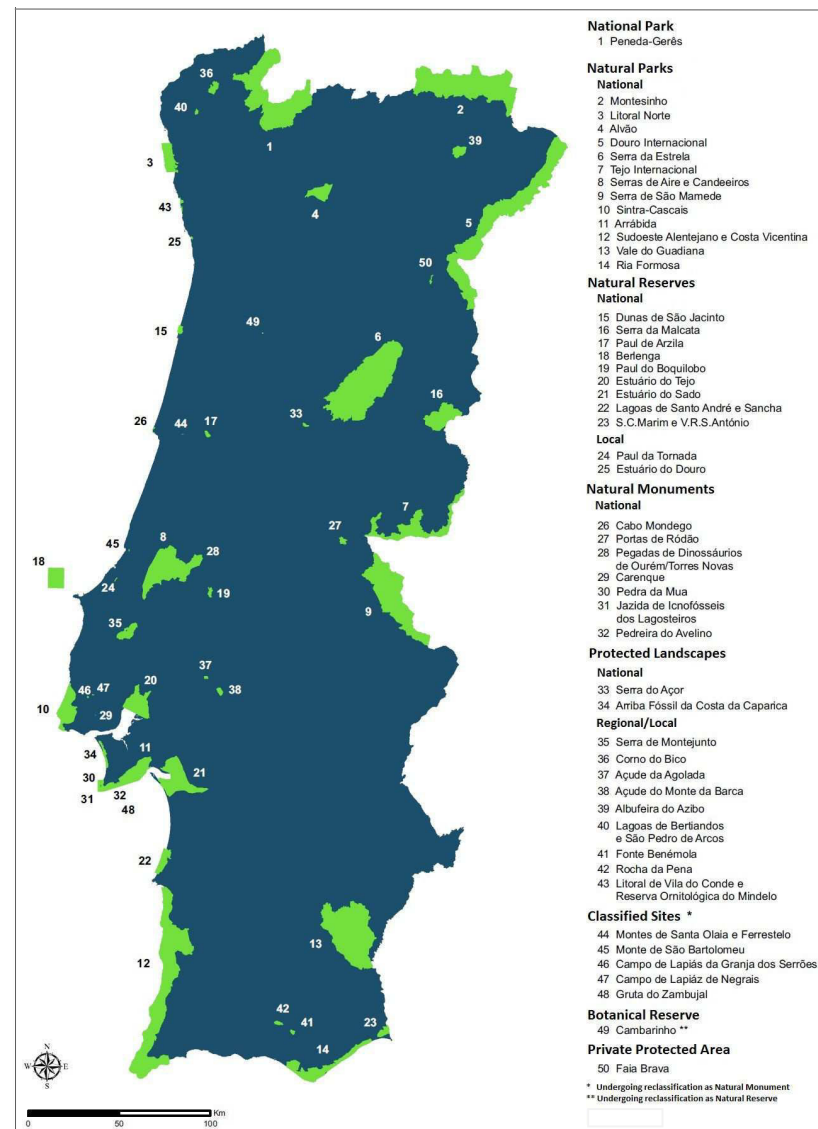 National Park
1 Peneda-Gerês
Natural Parks
National
2 Montesinho
3 Litoral Norte
4 Alvão
5 Douro Internacional
6 Serra da Estrela
7 Tejo Internacional
8 Serras de Aire e Candeeiros
9 Serra de São Mamede
10 Sintra-Cascais
11 Arrábida
12 Sudoeste Alentejano e Costa Vicentina
13 Vale do Guadiana
14 Ria Formosa
Natural Reserves
National
15 Dunas de São Jacinto
16 Serra da Malcata
17 Paul de Arzila
18 Berlenga
19 Paul do Boquilobo
20 Estuário do Tejo
21 Estuário do Sado
22 Lagoas de Santo André e Sancha
23 S.C.Marim e V.R.S.António
Local
24 Paul da Tornada
25 Estuário do Douro
Natural Monuments
National
26 Cabo Mondego
27 Portas de Ródão
28 Pegadas de Dinossáurios
de Ourém/Torres Novas
29 Carenque
30 Pedra da Mua
31 Jazida de Icnofósseis
dos Lagosteiros
32 Pedreira do Avelino
Protected Landscapes
National
33 Serra do Açor
34 Arriba Fóssil da Costa da Caparica
Regional/Local
35 Serra de Montejunto
36 Corno do Bico
37 Açude da Agolada
38 Açude do Monte da Barca
39 Albufeira do Azibo
40 Lagoas de Bertiandos
e São Pedro de Arcos
41 Fonte Benémola
42 Rocha da Pena
43 Litoral de Vila do Conde e
Reserva Ornitológica do Mindelo
Classified Sites *
44 Montes de Santa Olaia e Ferrestelo
45 Monte de São Bartolomeu
46 Campo de Lapiás da Granja dos Serrões
47 Campo de Lapiáz de Negrais
48 Gruta do Zambujal
Botanical Reserve
49 Cambarinho **
Private Protected Area
50 Faia Brava
* Undergoing reclassification as Natural Monument
** Undergoing reclassification as Natural Reserve
36
40
2
1
39
3
4
43
5
25
50
15
49
6
16
26
44
17
33
7
27
45
8
28
18
24
19
9
35
37
46
47
20
38
10
29
34
11
21
30
31
32
48
22
13
12
42
41
23
14
N
W
E
S
Km
0
50
100